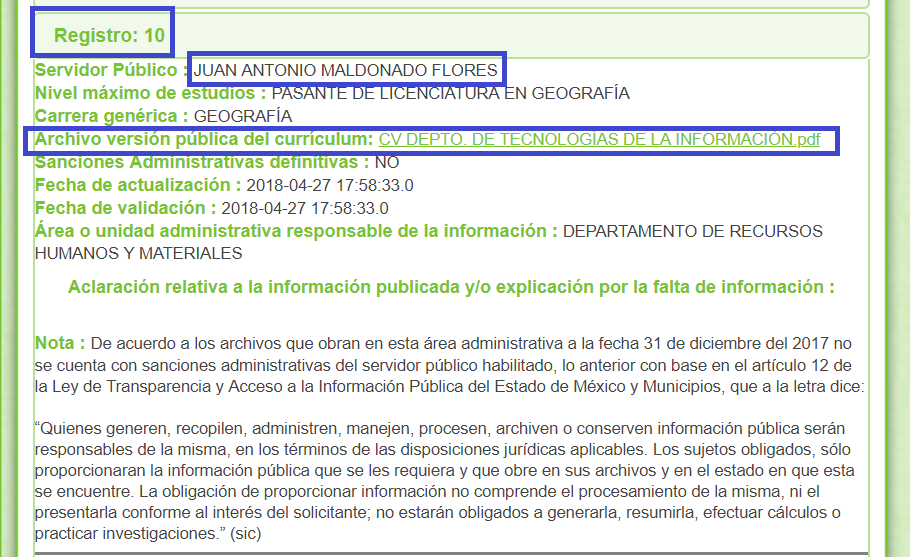 Registro: 10
Servidor Público : JUAN ANTONIO MALDONADO FLORES
Nivel máximo de estudios : PASANTE DE LICENCIATURA EN GEOGRAFÍA
Carrera genérica : GEOGRAFÍA
Archivo versión pública del currículum: CV DEPTO. DE TECNOLOGÍAS DE LA INFORMACIÓN.pdf
Sanciones Administrativas definitivas : NO
Fecha de actualización : 2018-04-27 17:58:33.0
Fecha de validación : 2018-04-27 17:58:33.0
Área o unidad administrativa responsable de la información : DEPARTAMENTO DE RECURSOS
HUMANOS Y MATERIALES
Aclaración relativa a la información publicada y/o explicación por la falta de información :
Nota : De acuerdo a los archivos que obran en esta área administrativa a la fecha 31 de diciembre del 2017 no
se cuenta con sanciones administrativas del servidor público habilitado, lo anterior con base en el artículo 12 de
la Ley de Transparencia y Acceso a la Información Pública del Estado de México y Municipios, que a la letra dice:
“Quienes generen, recopilen, administren, manejen, procesen, archiven o conserven información pública serán
responsables de la misma, en los términos de las disposiciones jurídicas aplicables. Los sujetos obligados, sólo
proporcionaran la información pública que se les requiera y que obre en sus archivos y en el estado en que esta
se encuentre. La obligación de proporcionar información no comprende el procesamiento de la misma, ni el
presentarla conforme al interés del solicitante; no estarán obligados a generarla, resumirla, efectuar cálculos o
practicar investigaciones.” (sic)